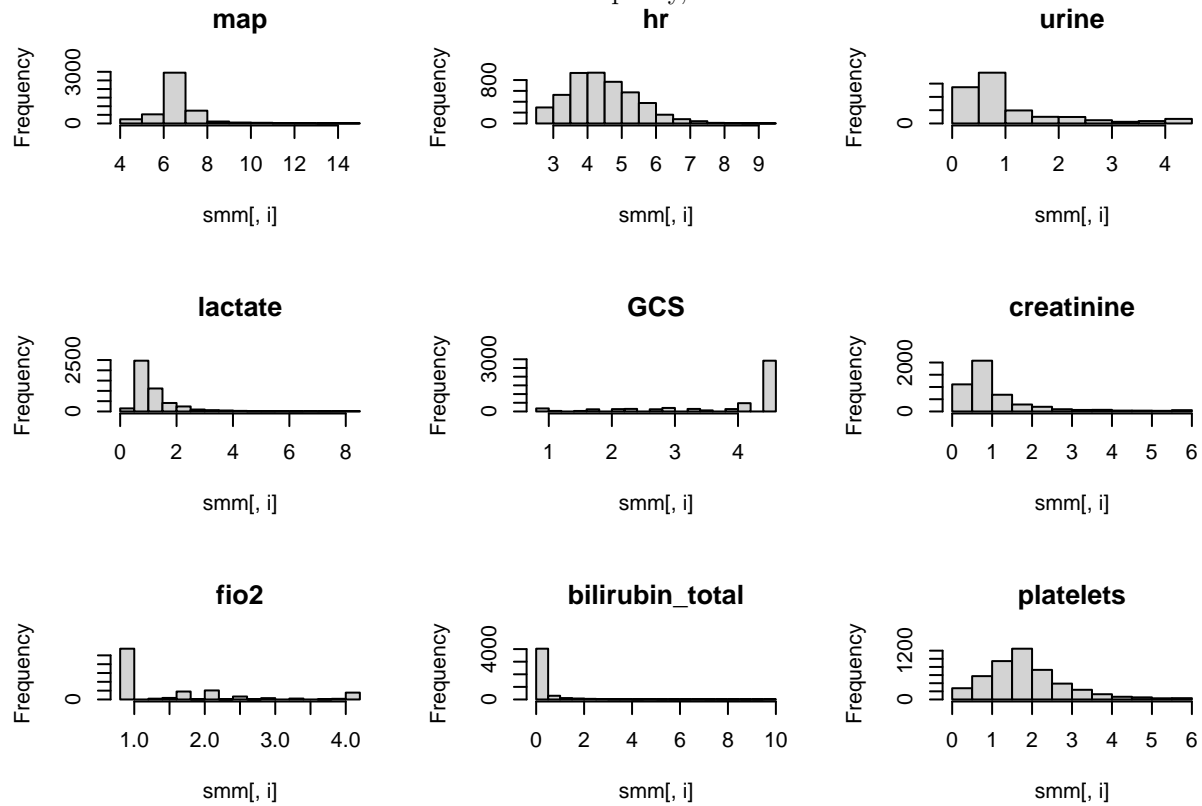 map hr urine
Frequency 0 3000 Frequency 0 800 Frequency 0
4 6 8 10 12 14 3 4 5 6 7 8 9 0 1 2 3 4
smm[, i] smm[, i] smm[, i]
lactate GCS creatinine
Frequency 0 2500 Frequency 0 3000 Frequency 0 2000
0 2 4 6 8 1 2 3 4 0 1 2 3 4 5 6
smm[, i] smm[, i] smm[, i]
fio2 bilirubin_total platelets
Frequency 0 Frequency 0 4000 Frequency 0 1200
1.0 2.0 3.0 4.0 0 2 4 6 8 10 0 1 2 3 4 5 6
smm[, i] smm[, i] smm[, i]